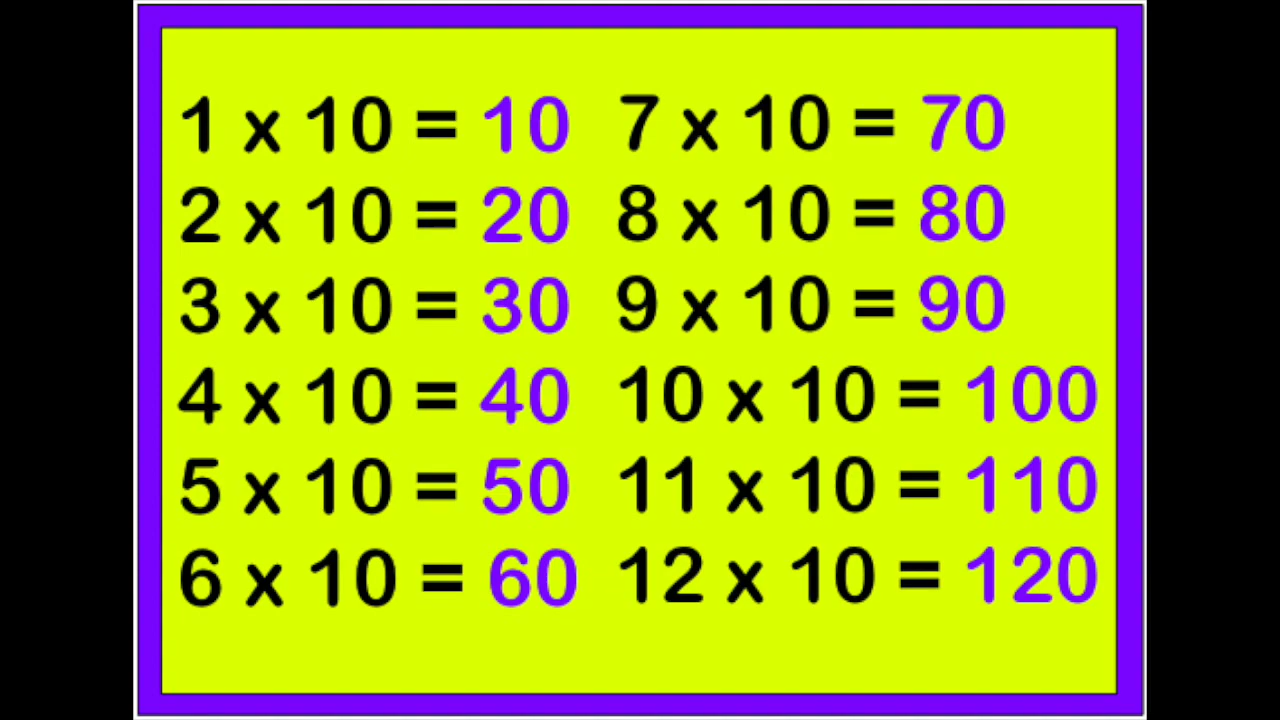 1 x 10 = 10
2 x 10 = 20
3 x 10 = 30
4 x 10 = 40
5 x 10 = 50
6 x 10 = 60
7 x 10 = 70
8 x 10 = 80
9 x 10 = 90
10 x 10 = 100
11 x 10 = 110
12 x 10 = 120